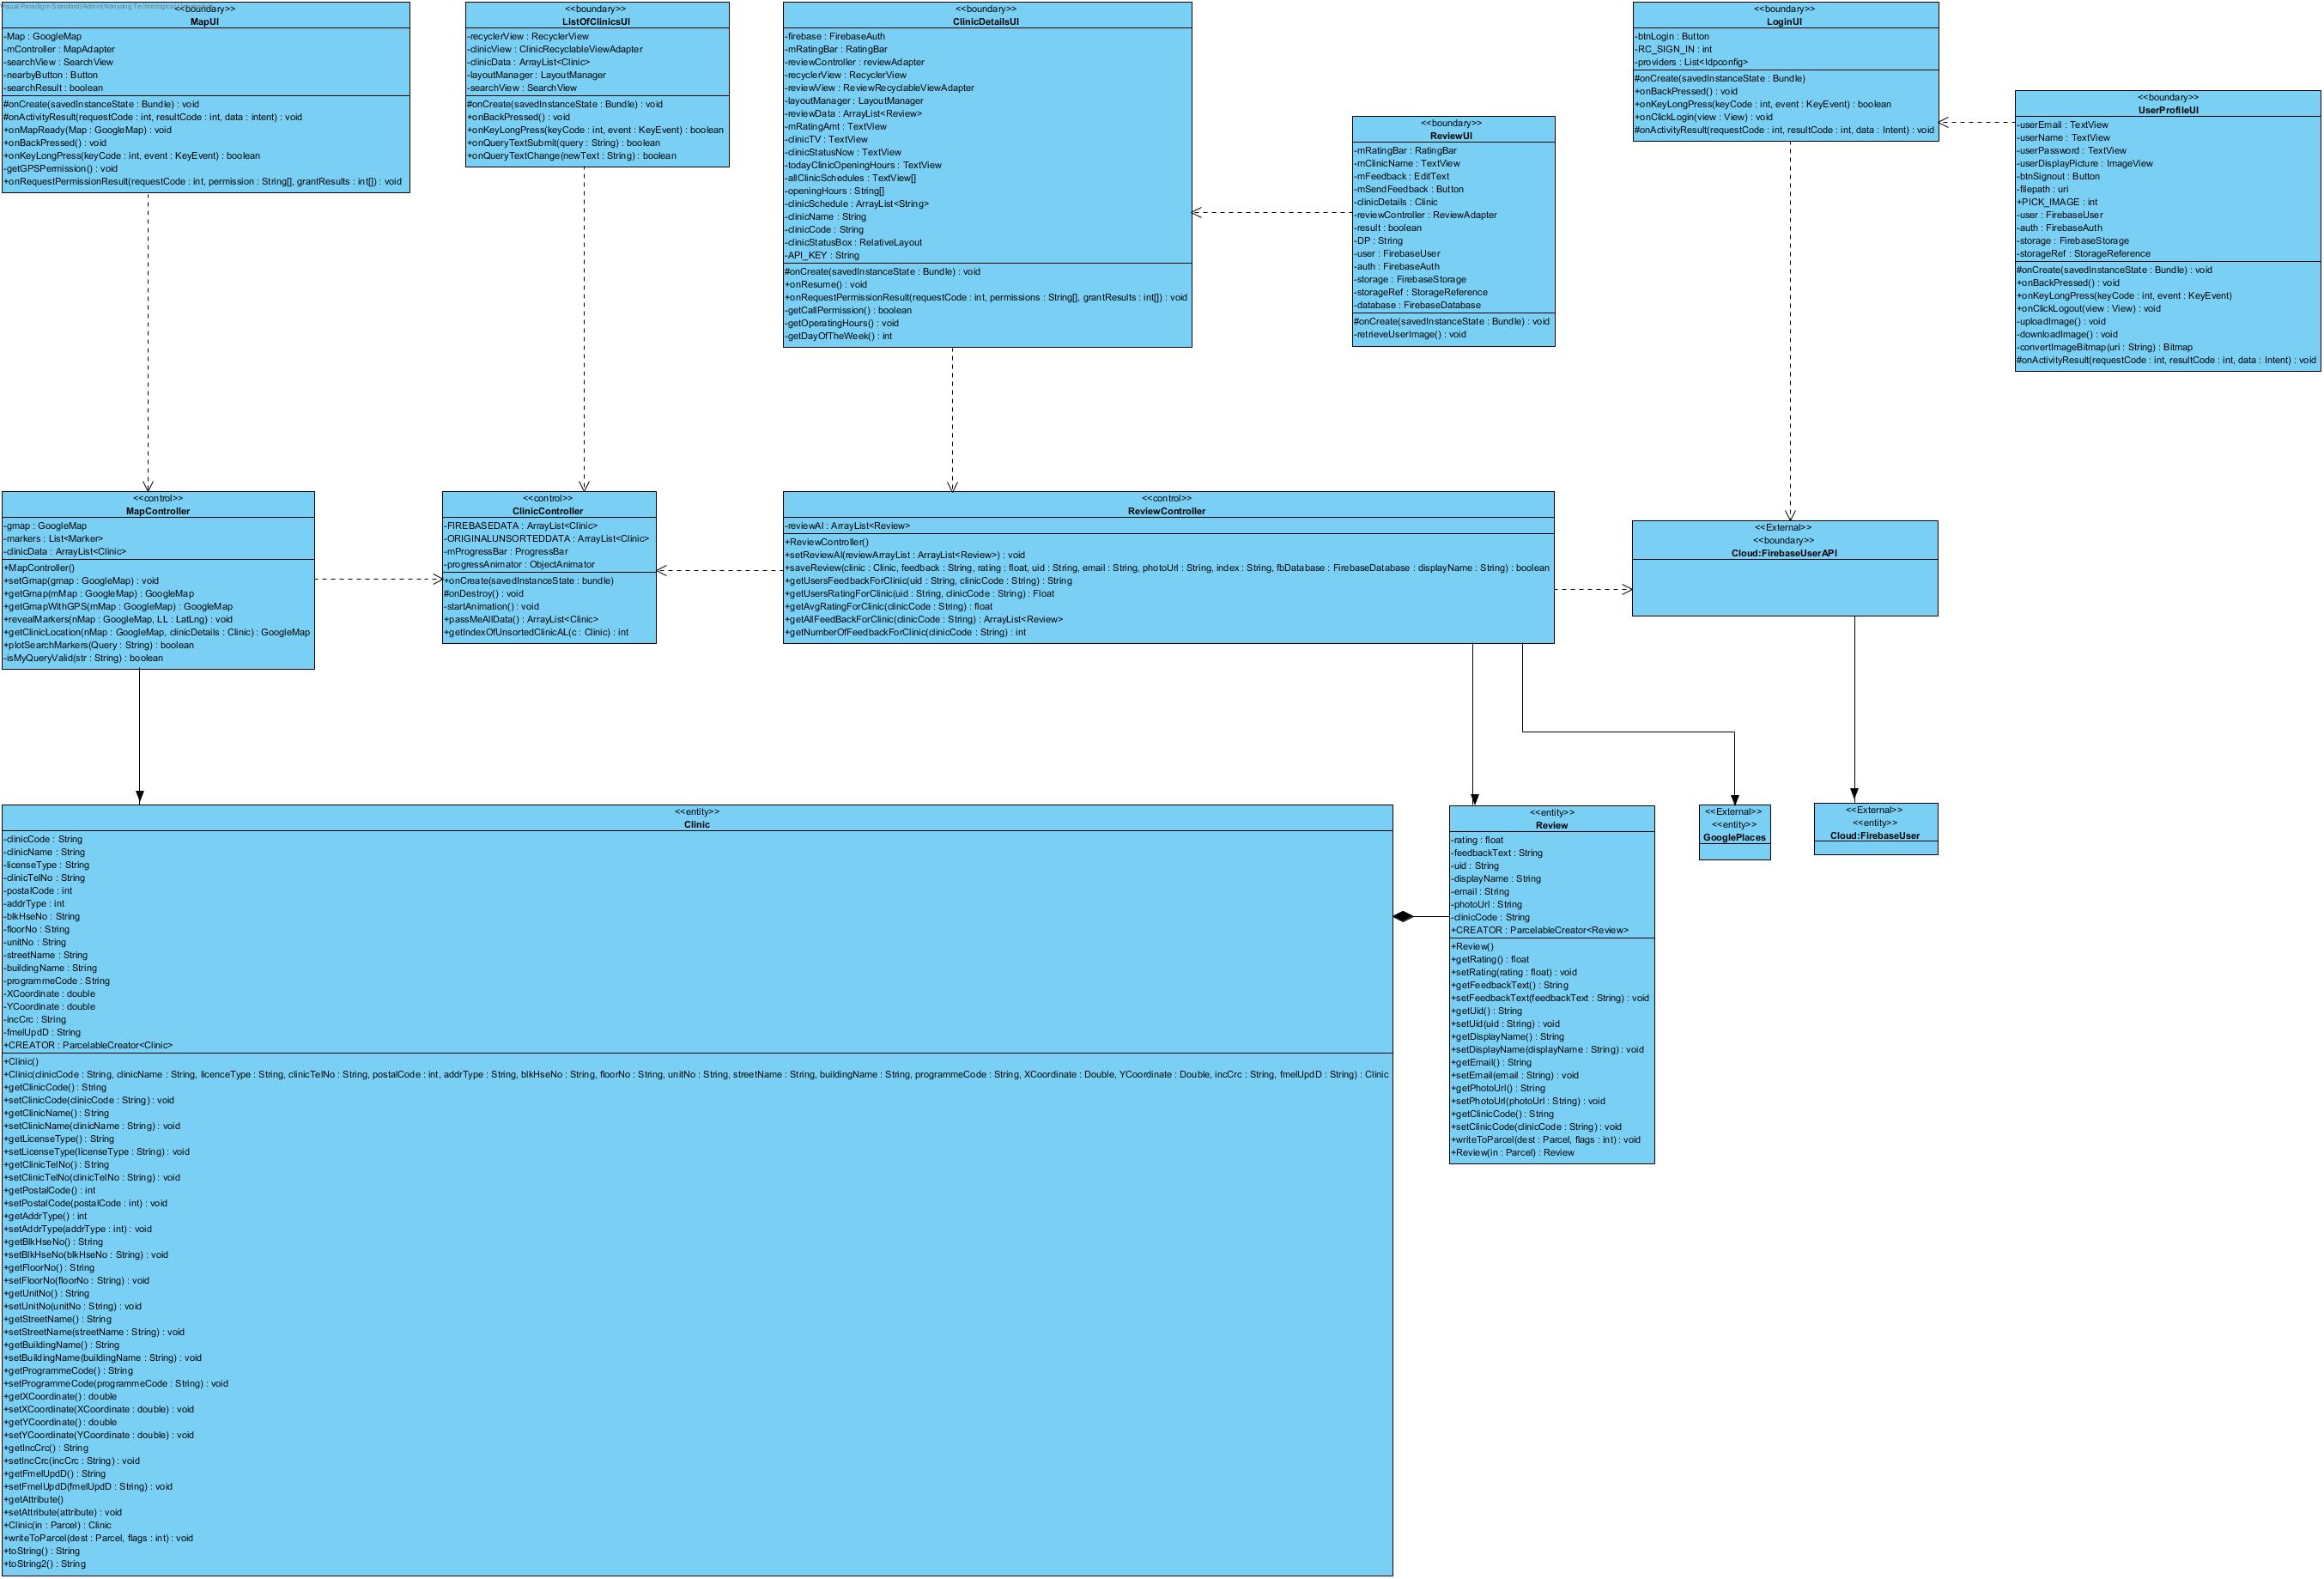 Visual Paradigm Standard(Admin(Nanyang Technological
<<boundary>>
MapUI
-Map : GoogleMap
-mController : MapAdapter
-searchView : SearchView
-nearbyButton : Button
-searchResult : boolean
#onCreate(savedInstanceState : Bundle) : void
#onActivityResult(requestCode : int, resultCode : int, data : intent) : void
+onMapReady(Map : GoogleMap) : void
+onBackPressed() : void
+onKeyLongPress(keyCode : int, event : KeyEvent) : boolean
-getGPSPermission() : void
+onRequestPermissionResult(requestCode : int, permission : String[], grantResults : int[]) : void
<<boundary>>
ListOfClinicsUI
-recyclerView : RecyclerView
-clinicView : ClinicRecyclableViewAdapter
-clinicData : ArrayList<Clinic>
-layoutManager : LayoutManager
-searchView : SearchView
#onCreate(savedInstanceState : Bundle) : void
+onBackPressed() : void
+onKeyLongPress(keyCode : int, event : KeyEvent) : boolean
+onQueryTextSubmit(query : String) : boolean
+onQueryTextChange(newText : String) : boolean
<<boundary>>
ClinicDetailsUI
-firebase : FirebaseAuth
-mRatingBar : RatingBar
-reviewController : reviewAdapter
-recyclerView : RecyclerView
-reviewView : ReviewRecyclableViewAdapter
-layoutManager : LayoutManager
-reviewData : ArrayList<Review>
-mRatingAmt : TextView
-clinicTV : TextView
-clinicStatusNow : TextView
-todayClinicOpeningHours : TextView
-allClinicSchedules : TextView[]
-openingHours : String[]
-clinicSchedule : ArrayList<String>
-clinicName : String
-clinicCode : String
-clinicStatusBox : RelativeLayout
-API_KEY : String
#onCreate(savedInstanceState : Bundle) : void
+onResume() : void
+onRequestPermissionResult(requestCode : int, permissions : String[], grantResults : int[]) : void
-getCallPermission() : boolean
-getOperatingHours() : void
-getDayOfTheWeek() : int
<<boundary>>
ReviewUI
-mRatingBar : RatingBar
-mClinicName : TextView
-mFeedback : EditText
-mSendFeedback : Button
-clinicDetails : Clinic
-reviewController : ReviewAdapter
-result : boolean
-DP : String
-user : FirebaseUser
-auth : FirebaseAuth
-storage : FirebaseStorage
-storageRef : StorageReference
-database : FirebaseDatabase
#onCreate(savedInstanceState : Bundle) : void
-retrieveUserImage() : void
<<boundary>>
LoginUI
-btnLogin : Button
-RC_SIGN_IN : int
-providers : List<Idpconfig>
#onCreate(savedInstanceState : Bundle)
+onBackPressed() : void
+onKeyLongPress(keyCode : int, event : KeyEvent) : boolean
+onClickLogin(view : View) : void
#onActivityResult(requestCode : int, resultCode : int, data : Intent) : void
<<boundary>>
UserProfileUI
-userEmail : TextView
-userName : TextView
-userPassword : TextView
-userDisplayPicture : ImageView
-btnSignout : Button
-filepath : uri
+PICK_IMAGE : int
-user : FirebaseUser
-auth : FirebaseAuth
-storage : FirebaseStorage
-storageRef : StorageReference
#onCreate(savedInstanceState : Bundle) : void
+onBackPressed() : void
+onKeyLongPress(keyCode : int, event : KeyEvent)
+onClickLogout(view : View) : void
-uploadImage() : void
-downloadImage() : void
-convertImageBitmap(uri : String) : Bitmap
#onActivityResult(requestCode : int, resultCode : int, data : Intent) : void
<<control>>
MapController
-gmap : GoogleMap
-markers : List<Marker>
-clinicData : ArrayList<Clinic>
+MapController()
+setGmap(gmap : GoogleMap) : void
+getGmap(mMap : GoogleMap) : GoogleMap
+getGmapWithGPS(mMap : GoogleMap) : GoogleMap
+revealMarkers(nMap : GoogleMap, LL : LatLng) : void
+getClinicLocation(nMap : GoogleMap, clinicDetails : Clinic) : GoogleMap
+plotSearchMarkers(Query : String) : boolean
-isMyQueryValid(str : String) : boolean
<<control>>
ClinicController
-FIREBASEDATA : ArrayList<Clinic>
-ORIGINALUNSORTEDDATA : ArrayList<Clinic>
-mProgressBar : ProgressBar
-progressAnimator : ObjectAnimator
+onCreate(savedInstanceState : bundle)
#onDestroy() : void
-startAnimation() : void
+passMeAllData() : ArrayList<Clinic>
+getIndexOfUnsortedClinicAL(c : Clinic) : int
<<control>>
ReviewController
-reviewAl : ArrayList<Review>
+ReviewController()
+setReviewAl(reviewArrayList : ArrayList<Review>) : void
+saveReview(clinic : Clinic, feedback : String, rating : float, uid : String, email : String, photoUrl : String, index : String, fbDatabase : FirebaseDatabase : displayName : String) : boolean
+getUsersFeedbackForClinic(uid : String, clinicCode : String) : String
+getUsersRatingForClinic(uid : String, clinicCode : String) : Float
+getAvgRatingForClinic(clinicCode : String) : float
+getAllFeedBackForClinic(clinicCode : String) : ArrayList<Review>
+getNumberOfFeedbackForClinic(clinicCode : String) : int
<<External>>
<<boundary>>
Cloud:FirebaseUserAPI
<<entity>>
Clinic
-clinicCode : String
-clinicName : String
-licenseType : String
-clinicTelNo : String
-postalCode : int
-addrType : int
-blkHseNo : String
-floorNo : String
-unitNo : String
-streetName : String
-buildingName : String
-programmeCode : String
-XCoordinate : double
-YCoordinate : double
-incCrc : String
-fmelUpdD : String
+CREATOR : ParcelableCreator<Clinic>
+Clinic()
+Clinic(clinicCode : String, clinicName : String, licenceType : String, clinicTelNo : String, postalCode : int, addrType : String, blkHseNo : String, floorNo : String, unitNo : String, streetName : String, buildingName : String, programmeCode : String, XCoordinate : Double, YCoordinate : Double, incCrc : String, fmelUpdD : String) : Clinic
+getClinicCode() : String
+setClinicCode(clinicCode : String) : void
+getClinicName() : String
+setClinicName(clinicName : String) : void
+getLicenseType() : String
+setLicenseType(licenseType : String) : void
+getClinicTelNo() : String
+setClinicTelNo(clinicTelNo : String) : void
+getPostalCode() : int
+setPostalCode(postalCode : int) : void
+getAddrType() : int
+setAddrType(addrType : int) : void
+getBlkHseNo() : String
+setBlkHseNo(blkHseNo : String) : void
+getFloorNo() : String
+setFloorNo(floorNo : String) : void
+getUnitNo() : String
+setUnitNo(unitNo : String) : void
+getStreetName() : String
+setStreetName(streetName : String) : void
+getBuildingName() : String
+setBuildingName(buildingName : String) : void
+getProgrammeCode() : String
+setProgrammeCode(programmeCode : String) : void
+getXCoordinate() : double
+setXCoordinate(XCoordinate : double) : void
+getYCoordinate() : double
+setYCoordinate(YCoordinate : double) : void
+getIncCrc() : String
+setIncCrc(incCrc : String) : void
+getFmelUpdD() : String
+setFmelUpdD(fmelUpdD : String) : void
+getAttribute()
+setAttribute(attribute) : void
+Clinic(in : Parcel) : Clinic
+writeToParcel(dest : Parcel, flags : int) : void
+toString() : String
+toString2() : String
<<entity>>
Review
-rating : float
-feedbackText : String
-uid : String
-displayName : String
-email : String
-photoUrl : String
-clinicCode : String
+CREATOR : ParcelableCreator<Review>
+Review()
+getRating() : float
+setRating(rating : float) : void
+getFeedbackText() : String
+setFeedbackText(feedbackText : String) : void
+getUid() : String
+setUid(uid : String) : void
+getDisplayName() : String
+setDisplayName(displayName : String) : void
+getEmail() : String
+setEmail(email : String) : void
+getPhotoUrl() : String
+setPhotoUrl(photoUrl : String) : void
+getClinicCode() : String
+setClinicCode(clinicCode : String) : void
+writeToParcel(dest : Parcel, flags : int) : void
+Review(in : Parcel) : Review
<<External>>
<<entity>>
GooglePlaces
<<External>>
<<entity>>
Cloud:FirebaseUser